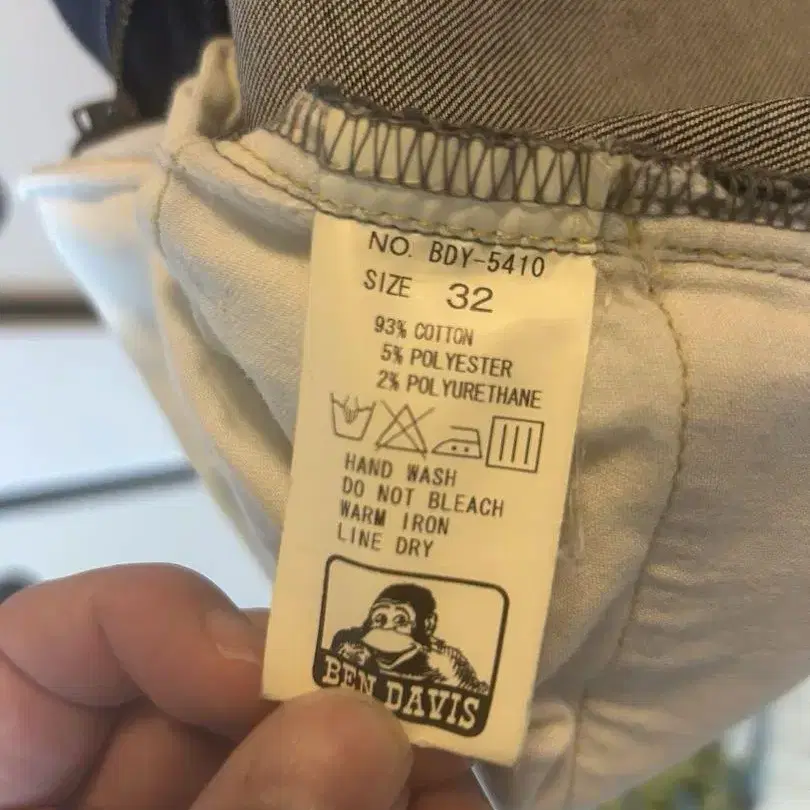 NO. BDY-5410
SIZE 32
93% COTTON
5% POLYESTER
2% POLYURETHANE
HAND WASH
DO NOT BLEACH
WARM IRON
LINE DRY
BEN DAVIS